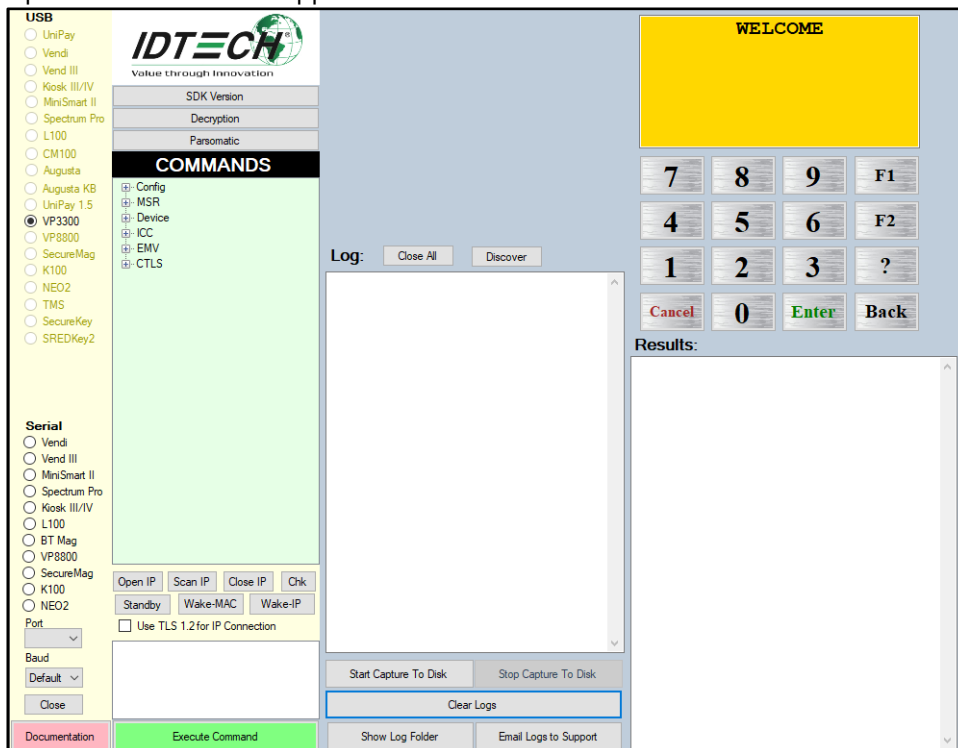 USB
UniPay
Vendi
Vend III
Kiosk III/IV
MiniSmart II
Spectrum Pro
L100
CM100
Augusta
Augusta KB
UniPay 1.5
VP3300
VP8800
SecureMag
K100
NEO2
TMS
SecureKey
SREDKey2
Serial
Vendi
Vend III
MiniSmart II
Spectrum Pro
Kiosk III/IV
L100
BT Mag
VP8800
SecureMag
K100
NEO2
Port
Baud
Default
Close
Documentation
IDTECH®
Value through Innovation
SDK Version
Decryption
Parsomatic
COMMANDS
Config
MSR
Device
ICC
EMV
CTLS
Open IP Scan IP Close IP Chk
Standby Wake-MAC Wake-IP
Use TLS 1.2 for IP Connection
Execute Command
Log: Close All Discover
Start Capture To Disk Stop Capture To Disk
Clear Logs
Show Log Folder Email Logs to Support
WELCOME
7 8 9 F1
4 5 6 F2
1 2 3 ?
Cancel 0 Enter Back
Results: